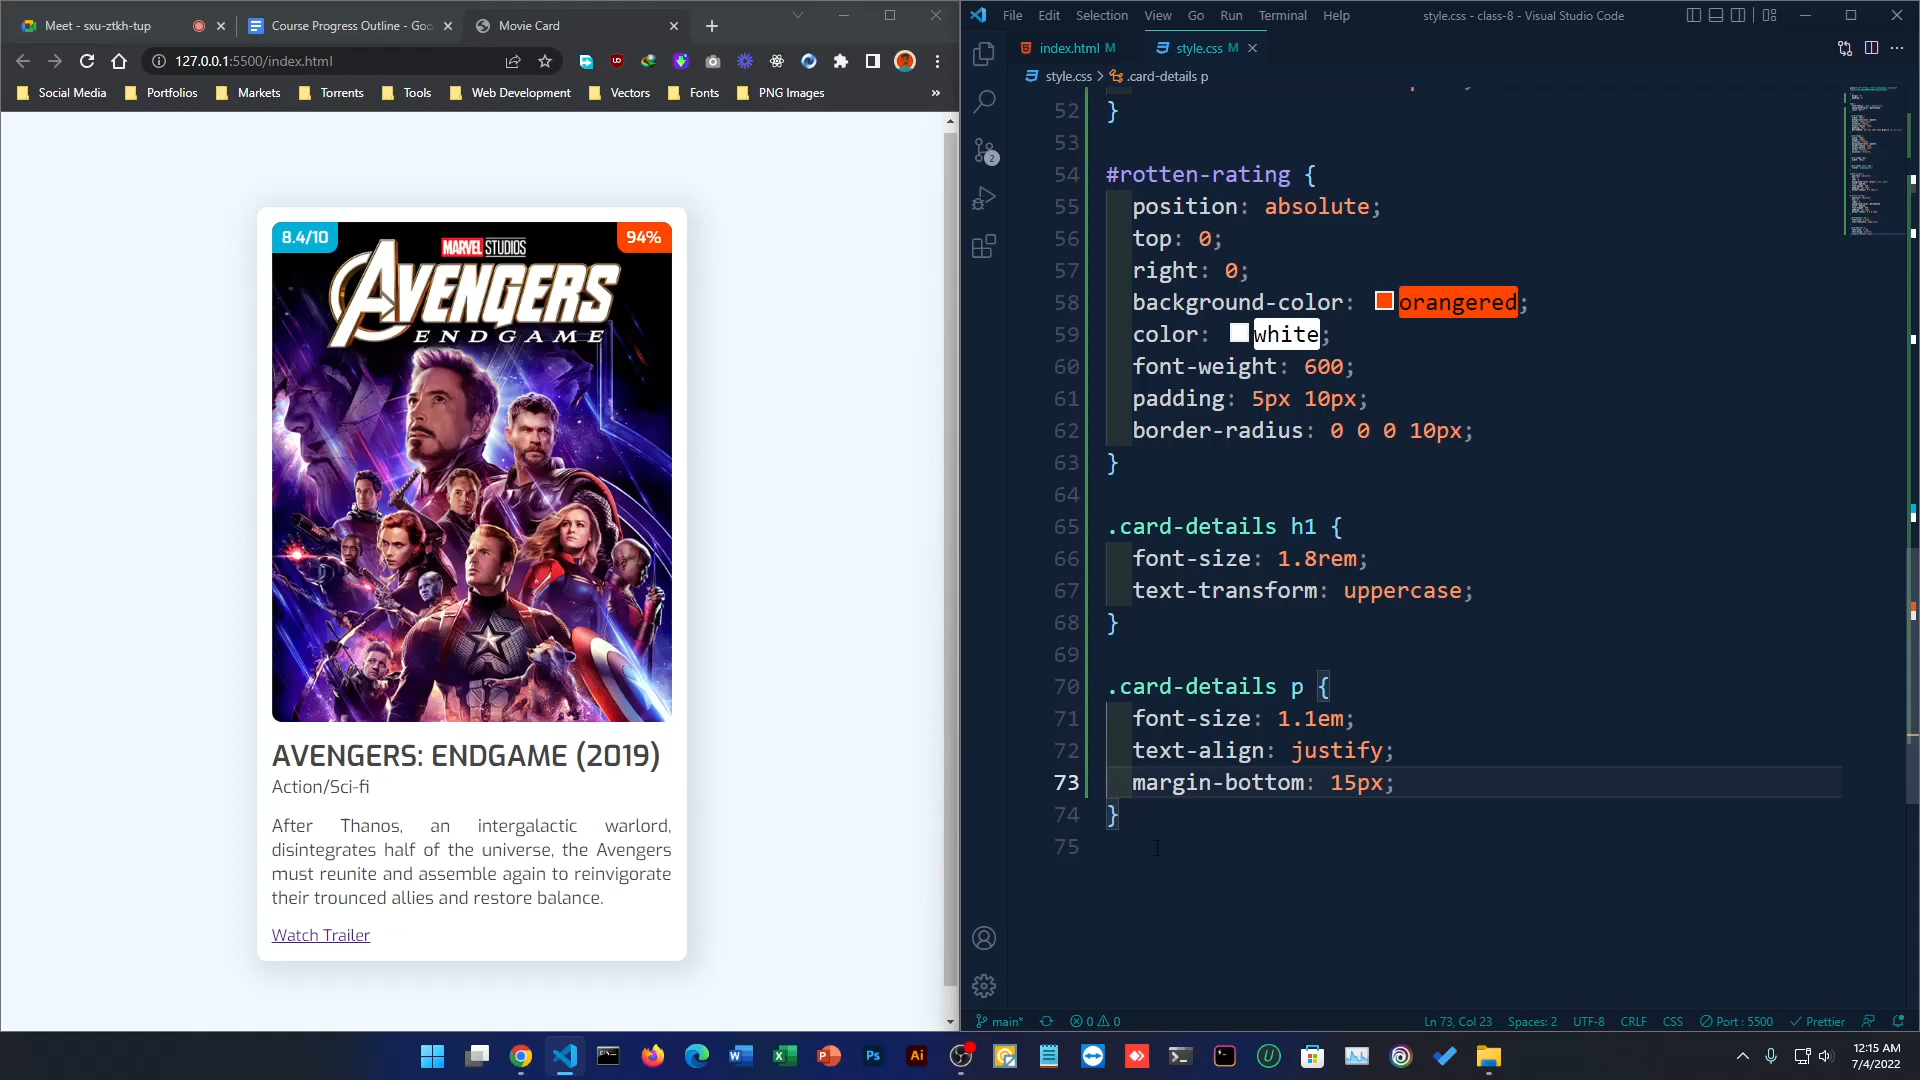 Meet - sxu-ztkh-tup
Course Progress Outline - Goo
Movie Card
127.0.0.1:5500/index.html
Social Media
Portfolios
Markets
Torrents
Tools
Web Development
Vectors
Fonts
PNG Images
»
8.4/10
94%
MARVEL STUDIOS
AVENGERS
ENDGAME
AVENGERS: ENDGAME (2019)
Action/Sci-fi
After Thanos, an intergalactic warlord,
disintegrates half of the universe, the Avengers
must reunite and assemble again to reinvigorate
their trounced allies and restore balance.
Watch Trailer
File Edit Selection View Go Run Terminal Help
style.css - class-8 - Visual Studio Code
index.html M
style.css M
style.css > .card-details p
2
52 }
53
54 #rotten-rating {
55 position: absolute;
56 top: 0;
57 right: 0;
58 background-color: orangered;
59 color: white;
60 font-weight: 600;
61 padding: 5px 10px;
62 border-radius: 0 0 0 10px;
63 }
64
65 .card-details h1 {
66 font-size: 1.8rem;
67 text-transform: uppercase;
68 }
69
70 .card-details p {
71 font-size: 1.1em;
72 text-align: justify;
73 margin-bottom: 15px;
74 }
75
main*
0 0
Ln 73, Col 23
Spaces: 2
UTF-8
CRLF
CSS
Port : 5500
Prettier
12:15 AM
7/4/2022